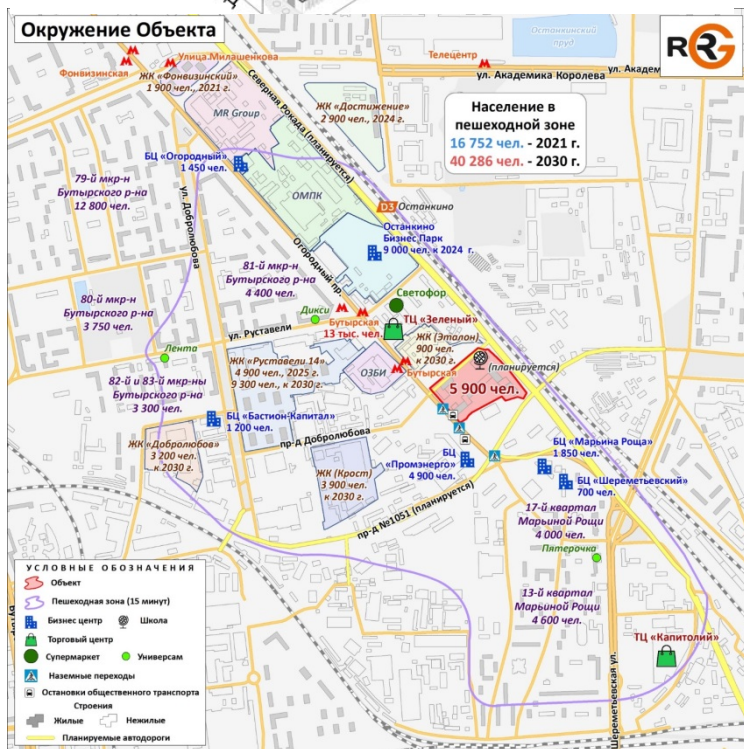 Окружение Объекта
RRG
Останкинский
пруд
Телецентр
ул. Академика Королева
ул. Акаде
Улица Милашенкова
Фонвизинская
ЖК «Фонвизинский»
1 900 чел., 2021 г.
MR Group
Северная Рокада (планируется)
ЖК «Достижение»
2 900 чел., 2024 г.
Население в
пешеходной зоне
16 752 чел. - 2021 г.
40 286 чел. - 2030 г.
БЦ «Огородный»
1 450 чел.
79-й мкр-н
Бутырского р-на
12 800 чел.
ул. Добролюбова
ОМПК
D3 Останкино
Останкино
Бизнес Парк
9 000 чел. к 2024 г.
Огородный пр.
81-й мкр-н
Бутырского р-на
4 400 чел.
80-й мкр-н
Бутырского р-на
3 750 чел.
Светофор
Дикси
ул. Руставели
Бутырская
13 тыс. чел.
ТЦ «Зеленый»
Лента
ЖК (Эталон)
900 чел.
к 2030 г.
(планируется)
ЖК «Руставели 14»
4 900 чел., 2025 г.
9 300 чел., к 2030 г.
ОЗБИ
Бутырская
5 900 чел.
82-й и 83-й мкр-ны
Бутырского р-на
3 300 чел.
БЦ «Бастион-Капитал»
1 200 чел.
пр-д Добролюбова
ЖК «Добролюбов»
3 200 чел.
к 2030 г.
БЦ
«Промэнерго»
4 900 чел.
БЦ «Марьина Роща»
1 850 чел.
БЦ «Шереметьевский»
700 чел.
ЖК (Крост)
3 900 чел.
к 2030 г.
17-й квартал
Марьиной Рощи
4 000 чел.
пр-д №1051 (планируется)
Пятерочка
13-й квартал
Марьиной Рощи
4 600 чел.
ТЦ «Капитолий»
Шереметьевская ул.
УСЛОВНЫЕ ОБОЗНАЧЕНИЯ
Объект
Пешеходная зона (15 минут)
Бизнес центр
Школа
Торговый центр
Супермаркет
Универсам
Наземные переходы
Остановки общественного транспорта
Строения
Жилые
Нежилые
Планируемые автодороги